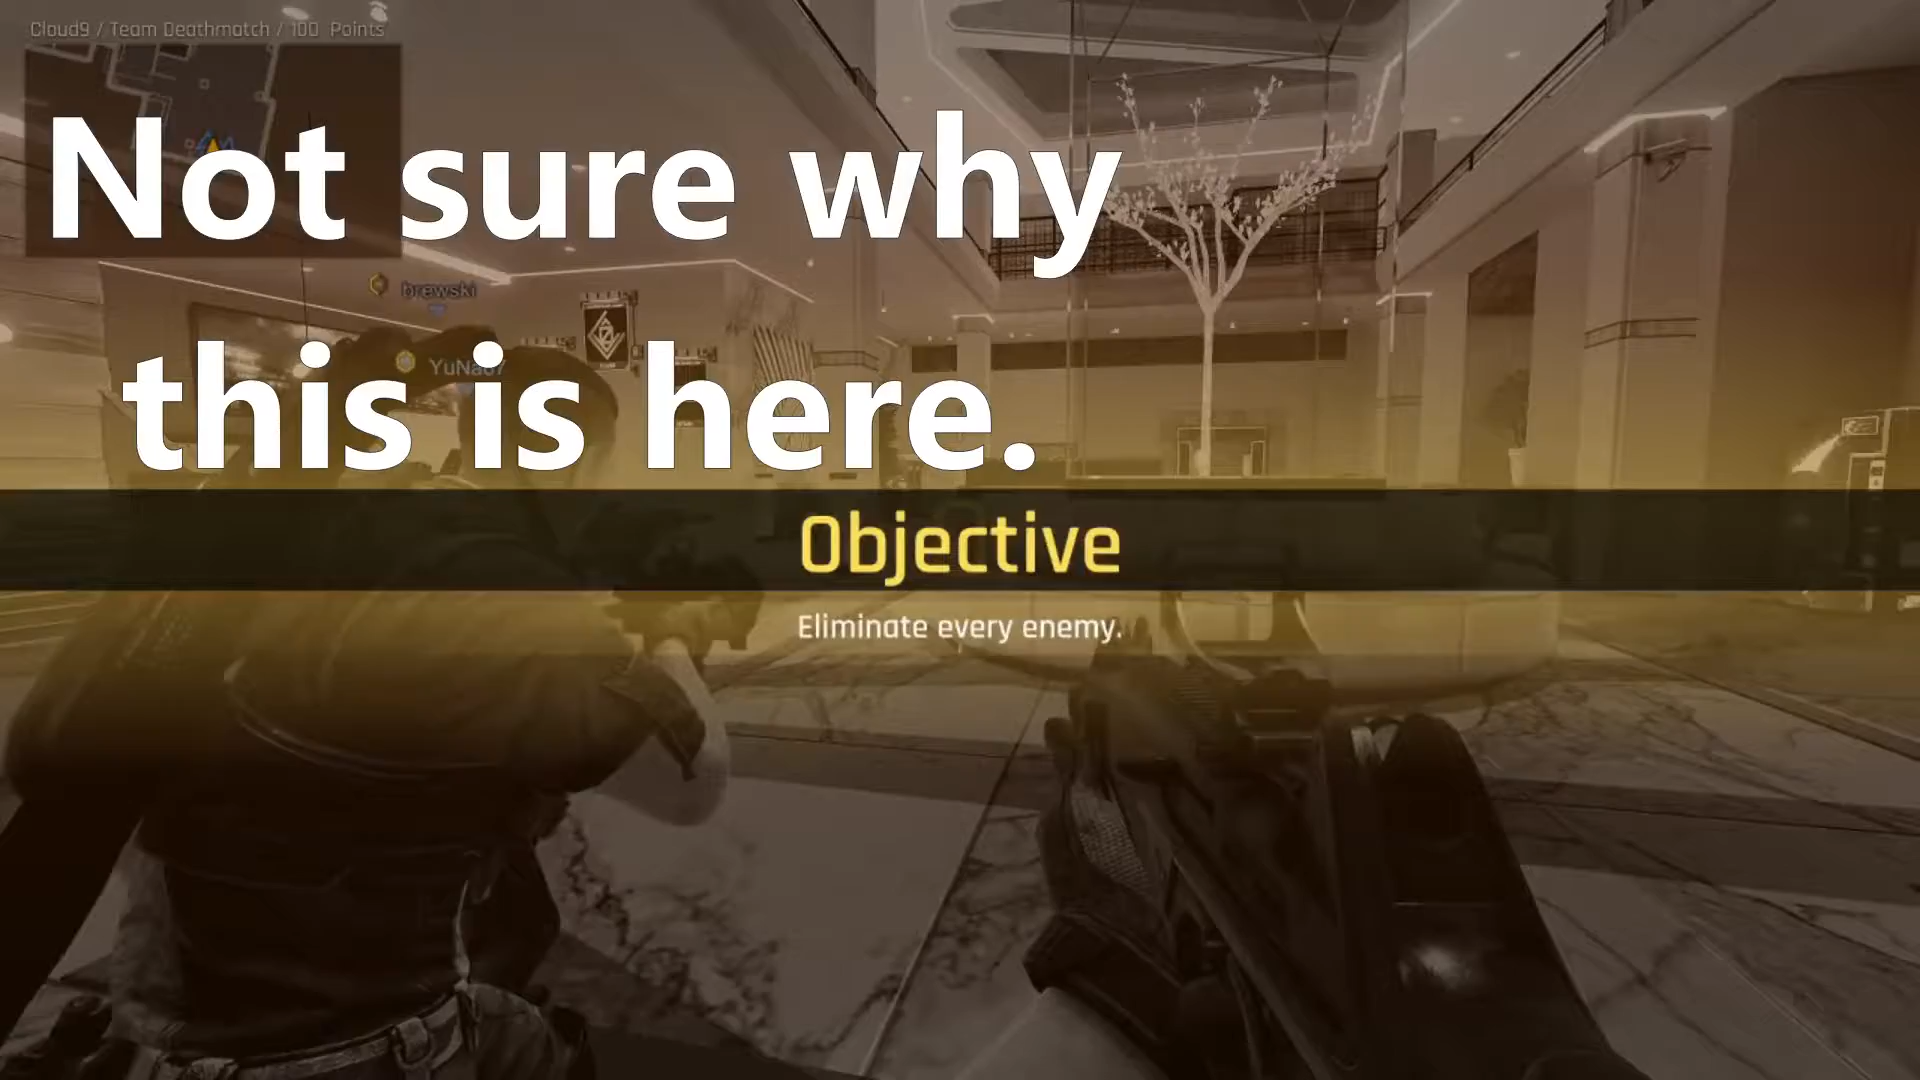 Cloud9 / Team Deathmatch / 100 Points
Not sure why
brewski
this is here.
Objective
Eliminate every enemy.